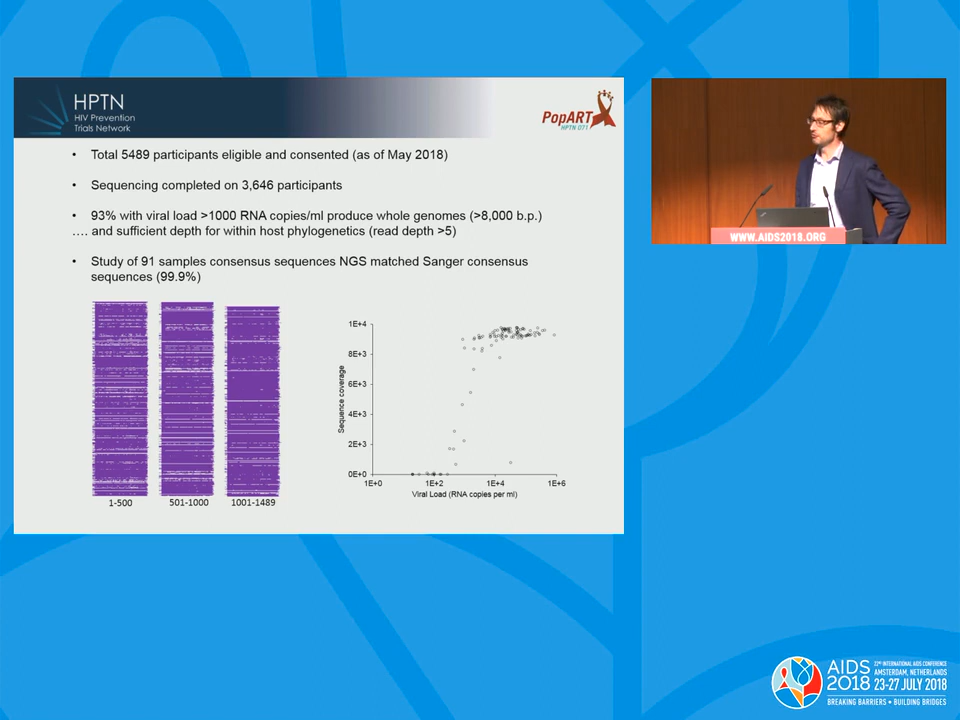 HPTN
HIV Prevention
Trials Network
PopART
HPTN 071
• Total 5489 participants eligible and consented (as of May 2018)
• Sequencing completed on 3,646 participants
• 93% with viral load >1000 RNA copies/ml produce whole genomes (>8,000 b.p.)
…. and sufficient depth for within host phylogenetics (read depth >5)
• Study of 91 samples consensus sequences NGS matched Sanger consensus
sequences (99.9%)
1-500
501-1000
1001-1489
Sequence coverage
1E+4
8E+3
6E+3
4E+3
2E+3
0E+0
1E+0
1E+2
1E+4
1E+6
Viral Load (RNA copies per ml)
WWW.AIDS2018.ORG
AIDS
2018
22ND INTERNATIONAL AIDS CONFERENCE
AMSTERDAM, NETHERLANDS
23-27 JULY 2018
BREAKING BARRIERS • BUILDING BRIDGES